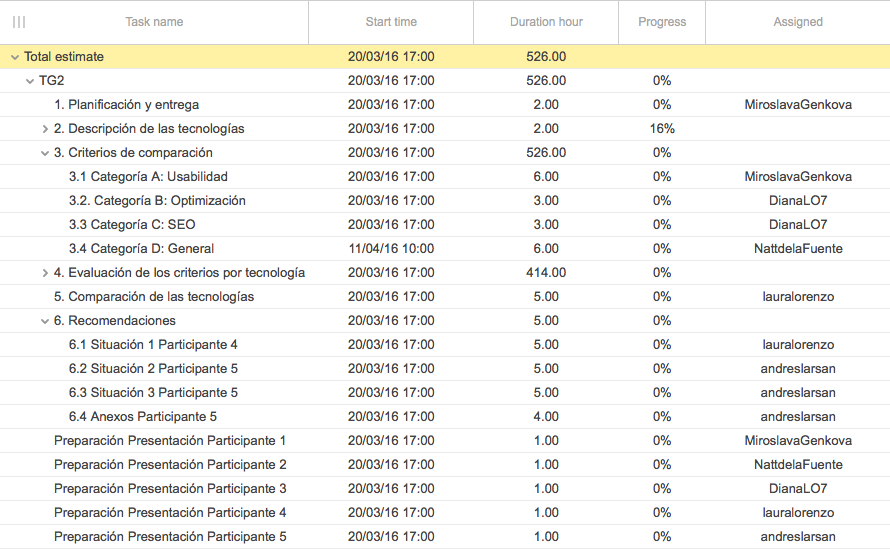 Task name Start time Duration hour Progress Assigned
Total estimate 20/03/16 17:00 526.00
TG2 20/03/16 17:00 526.00 0%
1. Planificación y entrega 20/03/16 17:00 2.00 0% MiroslavaGenkova
2. Descripción de las tecnologías 20/03/16 17:00 2.00 16%
3. Criterios de comparación 20/03/16 17:00 526.00 0%
3.1 Categoría A: Usabilidad 20/03/16 17:00 6.00 0% MiroslavaGenkova
3.2. Categoría B: Optimización 20/03/16 17:00 3.00 0% DianaLO7
3.3 Categoría C: SEO 20/03/16 17:00 3.00 0% DianaLO7
3.4 Categoría D: General 11/04/16 10:00 6.00 0% NattdelaFuente
4. Evaluación de los criterios por tecnología 20/03/16 17:00 414.00 0%
5. Comparación de las tecnologías 20/03/16 17:00 5.00 0% lauralorenzo
6. Recomendaciones 20/03/16 17:00 5.00 0%
6.1 Situación 1 Participante 4 20/03/16 17:00 5.00 0% lauralorenzo
6.2 Situación 2 Participante 5 20/03/16 17:00 5.00 0% andreslarsan
6.3 Situación 3 Participante 5 20/03/16 17:00 5.00 0% andreslarsan
6.4 Anexos Participante 5 20/03/16 17:00 4.00 0% andreslarsan
Preparación Presentación Participante 1 20/03/16 17:00 1.00 0% MiroslavaGenkova
Preparación Presentación Participante 2 20/03/16 17:00 1.00 0% NattdelaFuente
Preparación Presentación Participante 3 20/03/16 17:00 1.00 0% DianaLO7
Preparación Presentación Participante 4 20/03/16 17:00 1.00 0% lauralorenzo
Preparación Presentación Participante 5 20/03/16 17:00 1.00 0% andreslarsan